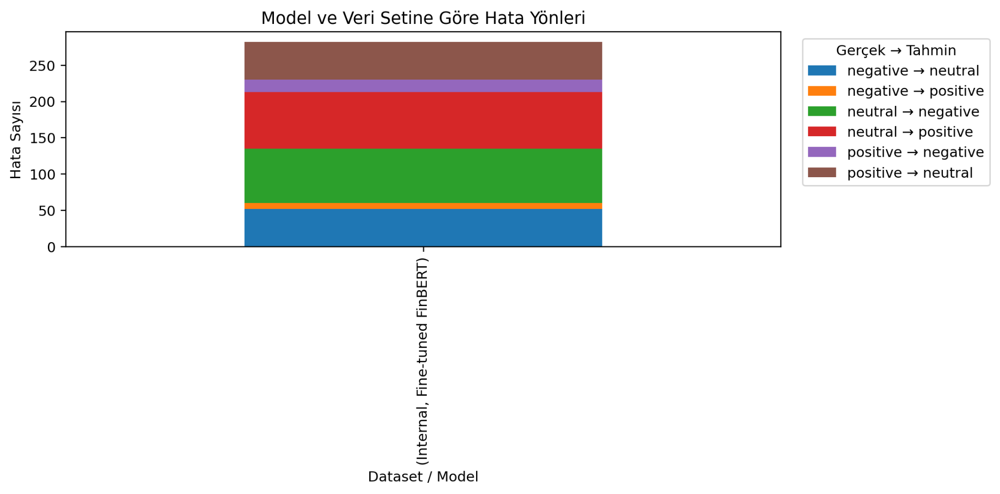 Model ve Veri Setine Göre Hata Yönleri
Hata Sayısı
250
200
150
100
50
0
(Internal, Fine-tuned FinBERT)
Dataset / Model
Gerçek → Tahmin
negative → neutral
negative → positive
neutral → negative
neutral → positive
positive → negative
positive → neutral